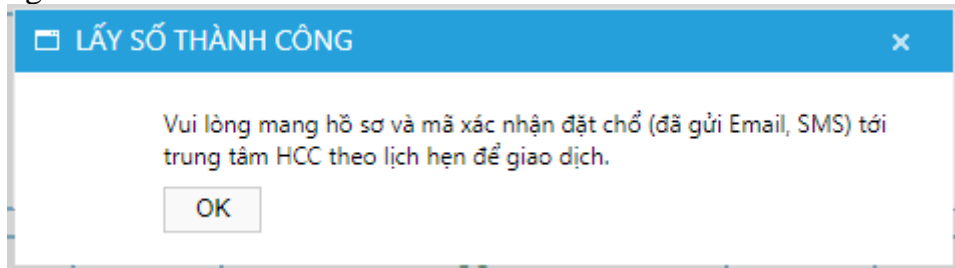 LẤY SỐ THÀNH CÔNG
Vui lòng mang hồ sơ và mã xác nhận đặt chổ (đã gửi Email, SMS) tới
trung tâm HCC theo lịch hẹn để giao dịch.
OK